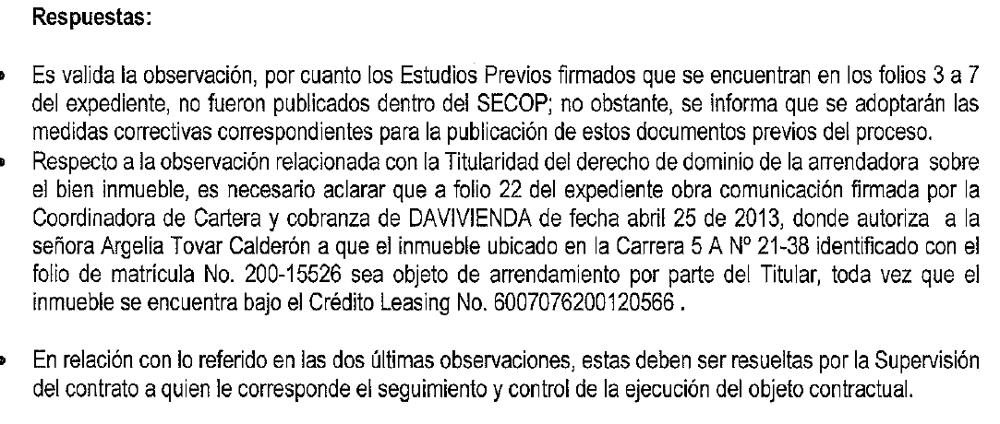 Respuestas:
• Es valida la observación, por cuanto los Estudios Previos firmados que se encuentran en los folios 3 a 7
del expediente, no fueron publicados dentro del SECOP; no obstante, se informa que se adoptarán las
medidas correctivas correspondientes para la publicación de estos documentos previos del proceso.
• Respecto a la observación relacionada con la Titularidad del derecho de dominio de la arrendadora sobre
el bien inmueble, es necesario aclarar que a folio 22 del expediente obra comunicación firmada por la
Coordinadora de Cartera y cobranza de DAVIVIENDA de fecha abril 25 de 2013, donde autoriza a la
señora Argelia Tovar Calderón a que el inmueble ubicado en la Carrera 5 A Nº 21-38 identificado con el
folio de matrícula No. 200-15526 sea objeto de arrendamiento por parte del Titular, toda vez que el
inmueble se encuentra bajo el Crédito Leasing No. 6007076200120566 .
• En relación con lo referido en las dos últimas observaciones, estas deben ser resueltas por la Supervisión
del contrato a quien le corresponde el seguimiento y control de la ejecución del objeto contractual.